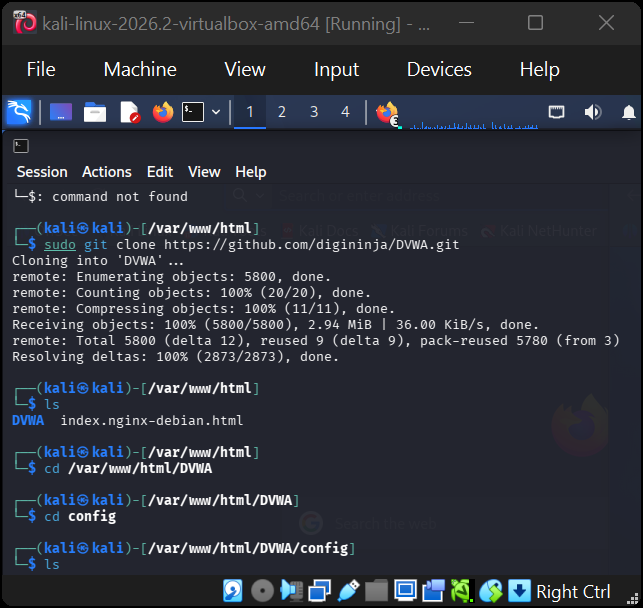 kali-linux-2026.2-virtualbox-amd64 [Running] - ...
File Machine View Input Devices Help
1 2 3 4 3
Session Actions Edit View Help
└─$: command not found
┌──(kali㉿kali)-[/var/www/html]
└─$ sudo git clone https://github.com/digininja/DVWA.git
Cloning into 'DVWA'...
remote: Enumerating objects: 5800, done.
remote: Counting objects: 100% (20/20), done.
remote: Compressing objects: 100% (11/11), done.
Receiving objects: 100% (5800/5800), 2.94 MiB | 36.00 KiB/s, done.
remote: Total 5800 (delta 12), reused 9 (delta 9), pack-reused 5780 (from 3)
Resolving deltas: 100% (2873/2873), done.
┌──(kali㉿kali)-[/var/www/html]
└─$ ls
DVWA  index.nginx-debian.html
┌──(kali㉿kali)-[/var/www/html]
└─$ cd /var/www/html/DVWA
┌──(kali㉿kali)-[/var/www/html/DVWA]
└─$ cd config
┌──(kali㉿kali)-[/var/www/html/DVWA/config]
└─$ ls
Right Ctrl